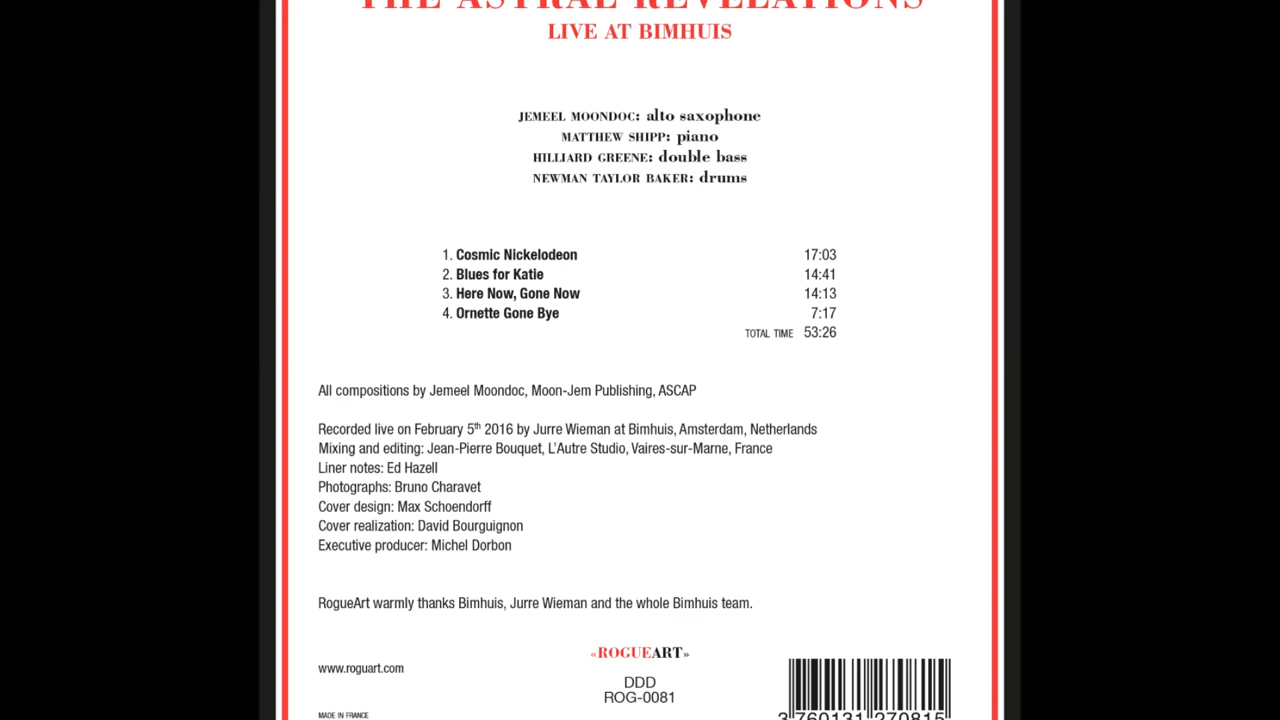 THE ASTRAL REVELATIONS
LIVE AT BIMHUIS
JEMEEL MOONDOC: alto saxophone
MATTHEW SHIPP: piano
HILLIARD GREENE: double bass
NEWMAN TAYLOR BAKER: drums
1. Cosmic Nickelodeon 17:03
2. Blues for Katie 14:41
3. Here Now, Gone Now 14:13
4. Ornette Gone Bye 7:17
TOTAL TIME 53:26
All compositions by Jemeel Moondoc, Moon-Jem Publishing, ASCAP
Recorded live on February 5th 2016 by Jurre Wieman at Bimhuis, Amsterdam, Netherlands
Mixing and editing: Jean-Pierre Bouquet, L'Autre Studio, Vaires-sur-Marne, France
Liner notes: Ed Hazell
Photographs: Bruno Charavet
Cover design: Max Schoendorff
Cover realization: David Bourguignon
Executive producer: Michel Dorbon
RogueArt warmly thanks Bimhuis, Jurre Wieman and the whole Bimhuis team.
«ROGUEART»
www.roguart.com
DDD
ROG-0081
MADE IN FRANCE
3 760131 270815